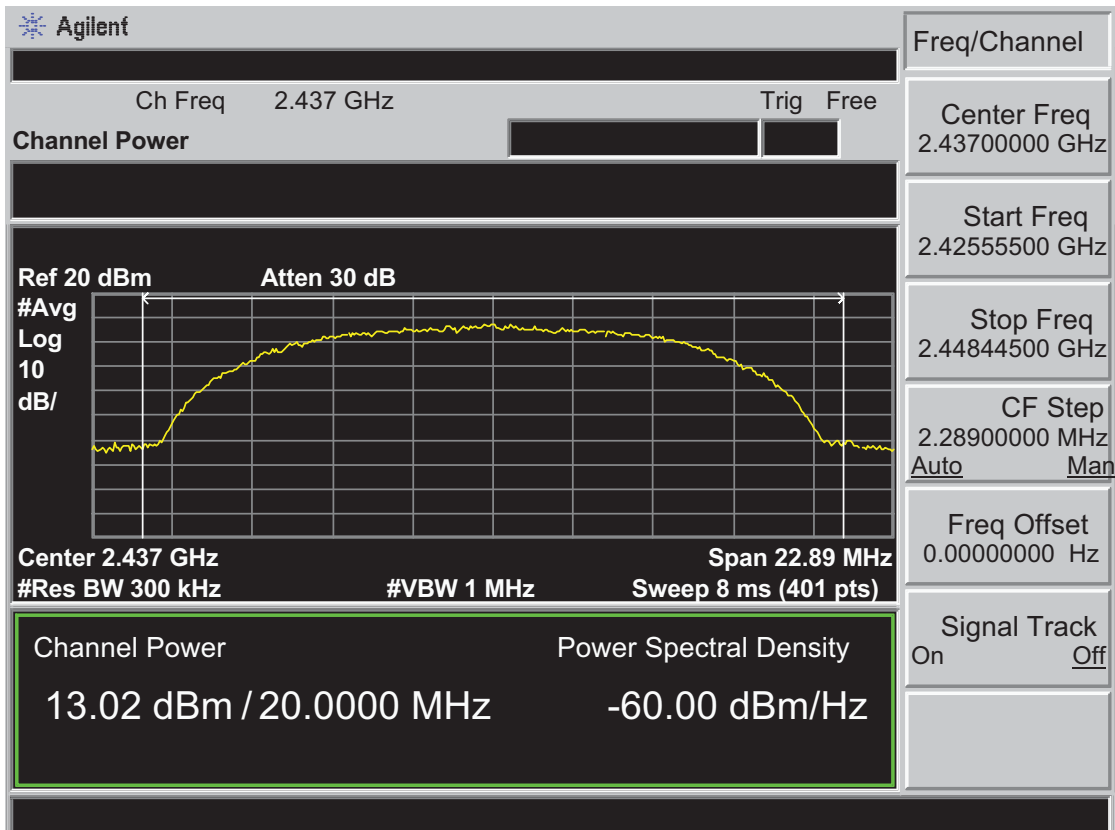 Agilent
Freq/Channel
Ch Freq 2.437 GHz Trig Free
Channel Power
Center Freq
2.43700000 GHz
Start Freq
2.42555500 GHz
Stop Freq
2.44844500 GHz
CF Step
2.28900000 MHz
Auto Man
Freq Offset
0.00000000 Hz
Signal Track
On Off
Ref 20 dBm Atten 30 dB
#Avg
Log
10
dB/
Center 2.437 GHz Span 22.89 MHz
#Res BW 300 kHz #VBW 1 MHz Sweep 8 ms (401 pts)
Channel Power Power Spectral Density
13.02 dBm / 20.0000 MHz -60.00 dBm/Hz